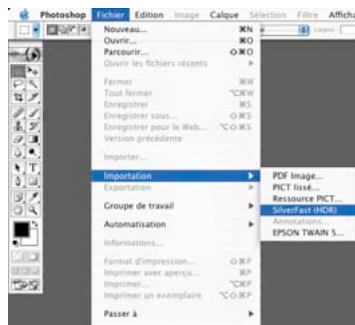 Photoshop Fichier Edition Image Calque Sélection Filtre Affich
Nouveau... ⌘N
Ouvrir... ⌘O
Parcourir... ⇧⌘O
Ouvrir les fichiers récents
Fermer ⌘W
Tout fermer ⌥⌘W
Enregistrer ⌘S
Enregistrer sous... ⇧⌘S
Enregistrer pour le Web... ⌥⇧⌘S
Version précédente
Importer...
Importation
Exportation
Groupe de travail
Automatisation
Informations...
Format d'impression... ⇧⌘P
Imprimer avec aperçu... ⌘P
Imprimer... ⌥⌘P
Imprimer un exemplaire ⌥⇧⌘P
Passer à
PDF Image...
PICT lissé...
Ressource PICT...
SilverFast (HDR)
Annotations...
EPSON TWAIN 5...